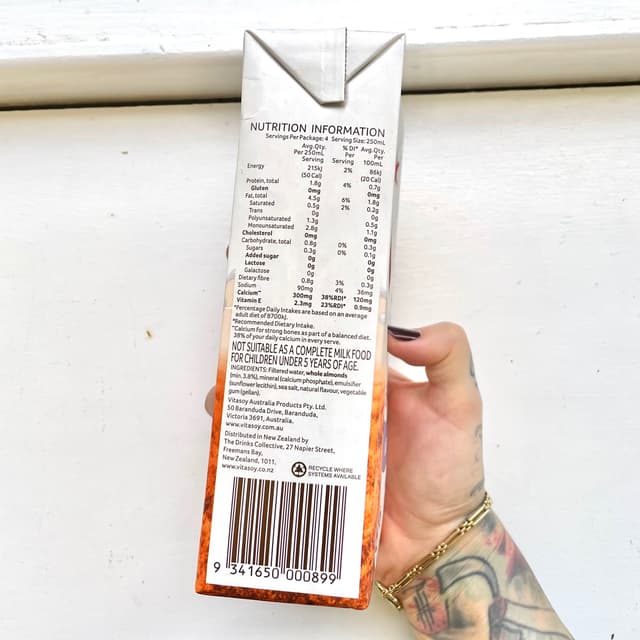 NUTRITION INFORMATION
Servings Per Package: 4 Serving Size: 250mL
Avg. Qty. Per 250mL Serving % DI* Per Serving Avg. Qty. Per 100mL
Energy 215kJ 2% 86kJ
(50 Cal) (20 Cal)
Protein, total 1.8g 4% 0.7g
Gluten 0mg 0mg
Fat, total 4.5g 6% 1.8g
Saturated 0.5g 2% 0.2g
Trans 0g 0g
Polyunsaturated 1.3g 0.5g
Monounsaturated 2.8g 1.1g
Cholesterol 0mg 0mg
Carbohydrate, total 0.8g 0% 0.3g
Sugars 0.3g 0% 0.1g
Added sugar 0g 0g
Lactose 0g 0g
Galactose 0g 0g
Dietary fibre 0.8g 3% 0.3g
Sodium 90mg 4% 36mg
Calcium~ 300mg 38%RDI* 120mg
Vitamin E 2.3mg 23%RDI* 0.9mg
*Percentage Daily Intakes are based on an average
adult diet of 8700kJ.
*Recommended Dietary Intake.
~Calcium for strong bones as part of a balanced diet.
38% of your daily calcium in every serve.
NOT SUITABLE AS A COMPLETE MILK FOOD
FOR CHILDREN UNDER 5 YEARS OF AGE.
INGREDIENTS: Filtered water, whole almonds
(min. 3.8%), mineral (calcium phosphate), emulsifier
(sunflower lecithin), sea salt, natural flavour, vegetable
gum (gellan).
Vitasoy Australia Products Pty. Ltd.
50 Baranduda Drive, Baranduda,
Victoria 3691, Australia.
www.vitasoy.com.au
Distributed in New Zealand by
The Drinks Collective, 27 Napier Street,
Freemans Bay,
New Zealand, 1011.
www.vitasoy.co.nz
RECYCLE WHERE
SYSTEMS AVAILABLE
9 341650 000899